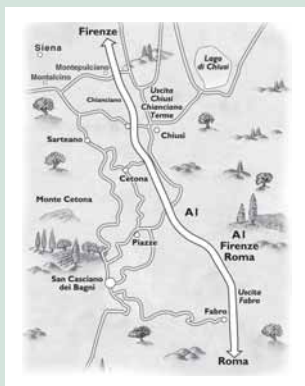 Firenze
Siena
Montepulciano
Montalcino
Lago
di Chiusi
Uscita
Chiusi
Chianciano
Terme
Chianciano
Chiusi
Sarteano
Cetona
Monte Cetona
A1
A1
Firenze
Roma
Piazze
San Casciano
dei Bagni
Uscita
Fabro
Fabro
Roma